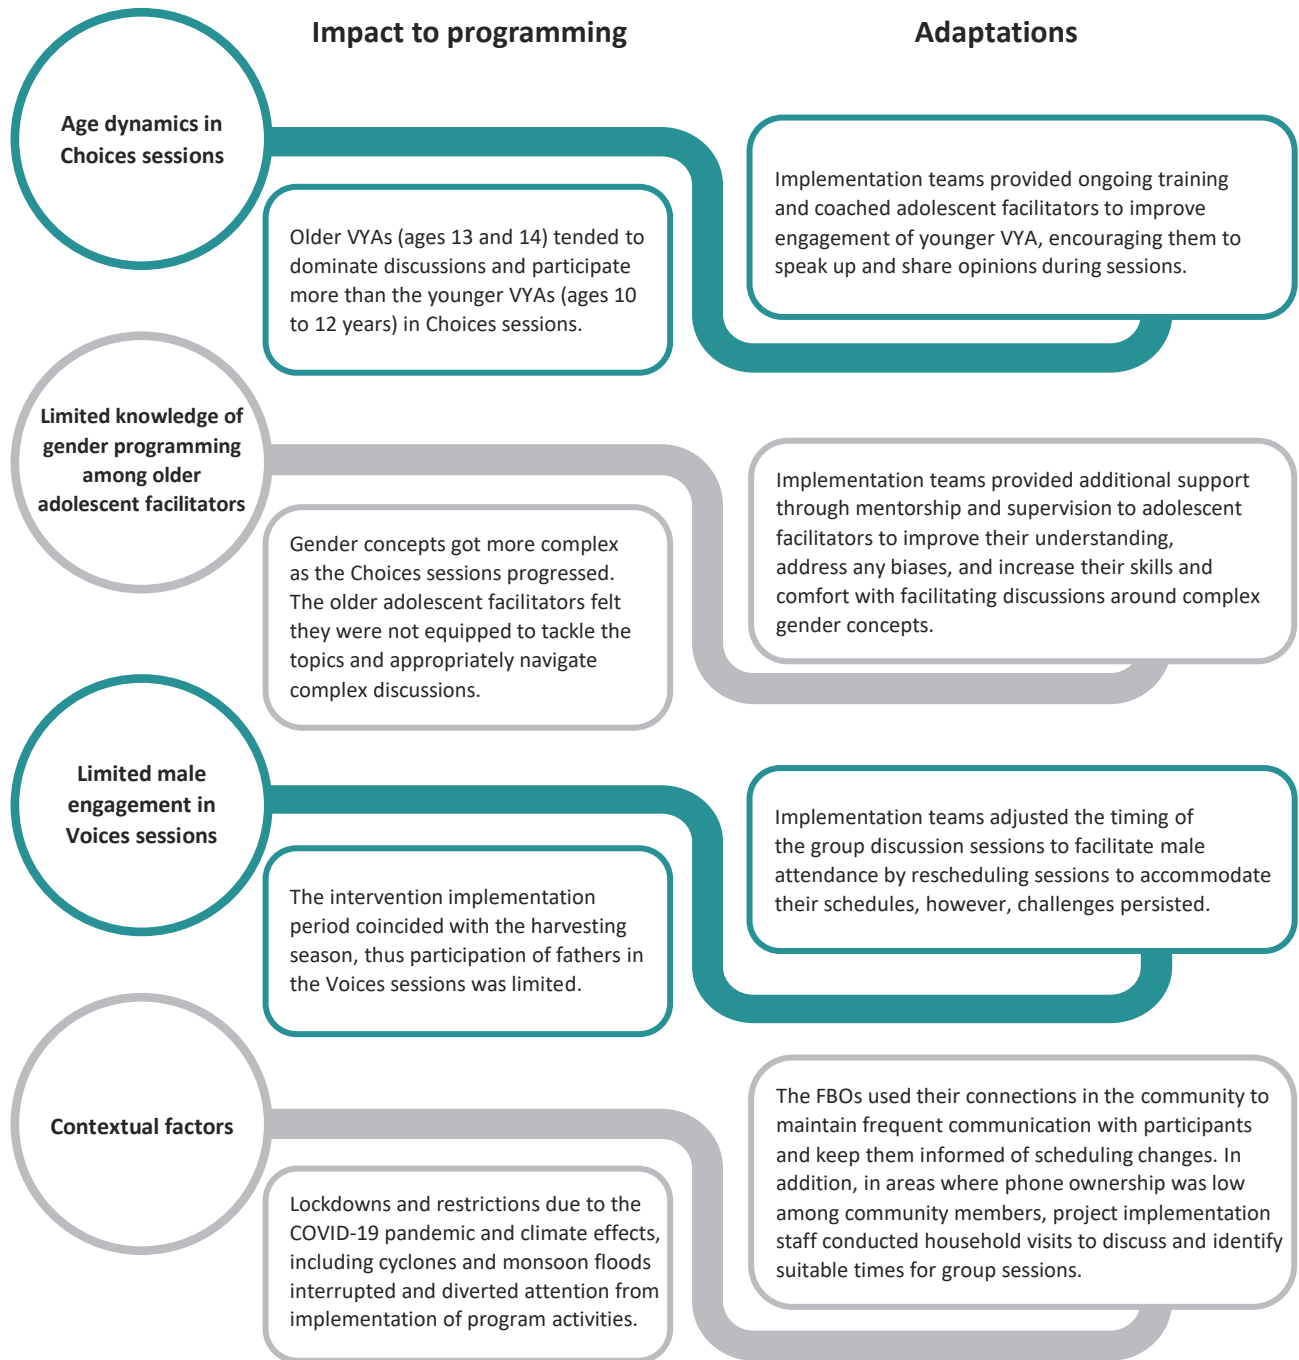 Impact to programming
Adaptations
Age dynamics in
Choices sessions
Older VYAs (ages 13 and 14) tended to
dominate discussions and participate
more than the younger VYAs (ages 10
to 12 years) in Choices sessions.
Implementation teams provided ongoing training
and coached adolescent facilitators to improve
engagement of younger VYA, encouraging them to
speak up and share opinions during sessions.
Limited knowledge of
gender programming
among older
adolescent facilitators
Gender concepts got more complex
as the Choices sessions progressed.
The older adolescent facilitators felt
they were not equipped to tackle the
topics and appropriately navigate
complex discussions.
Implementation teams provided additional support
through mentorship and supervision to adolescent
facilitators to improve their understanding,
address any biases, and increase their skills and
comfort with facilitating discussions around complex
gender concepts.
Limited male
engagement in
Voices sessions
The intervention implementation
period coincided with the harvesting
season, thus participation of fathers in
the Voices sessions was limited.
Implementation teams adjusted the timing of
the group discussion sessions to facilitate male
attendance by rescheduling sessions to accommodate
their schedules, however, challenges persisted.
Contextual factors
Lockdowns and restrictions due to the
COVID-19 pandemic and climate effects,
including cyclones and monsoon floods
interrupted and diverted attention from
implementation of program activities.
The FBOs used their connections in the community to
maintain frequent communication with participants
and keep them informed of scheduling changes. In
addition, in areas where phone ownership was low
among community members, project implementation
staff conducted household visits to discuss and identify
suitable times for group sessions.